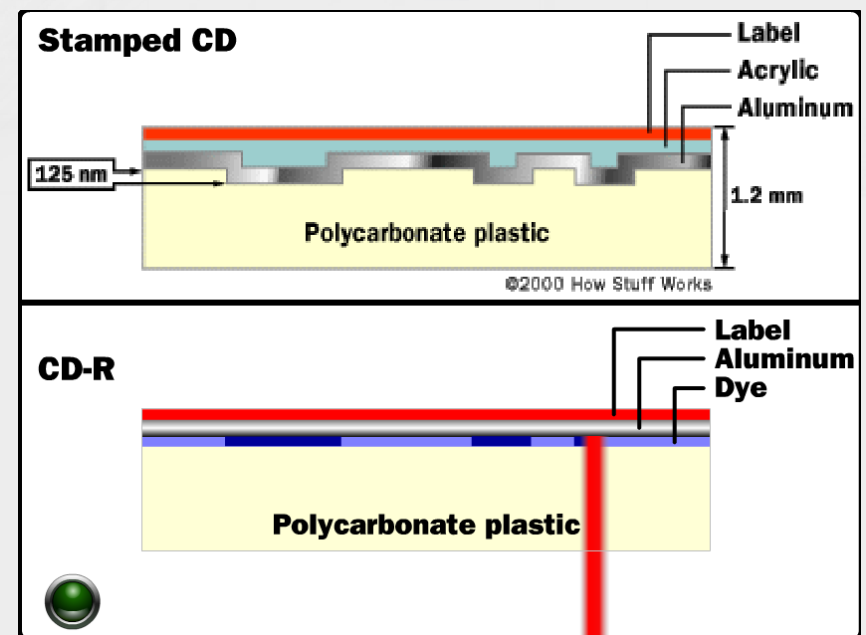 Stamped CD
Label
Acrylic
Aluminum
125 nm
1.2 mm
Polycarbonate plastic
©2000 How Stuff Works
CD-R
Label
Aluminum
Dye
Polycarbonate plastic